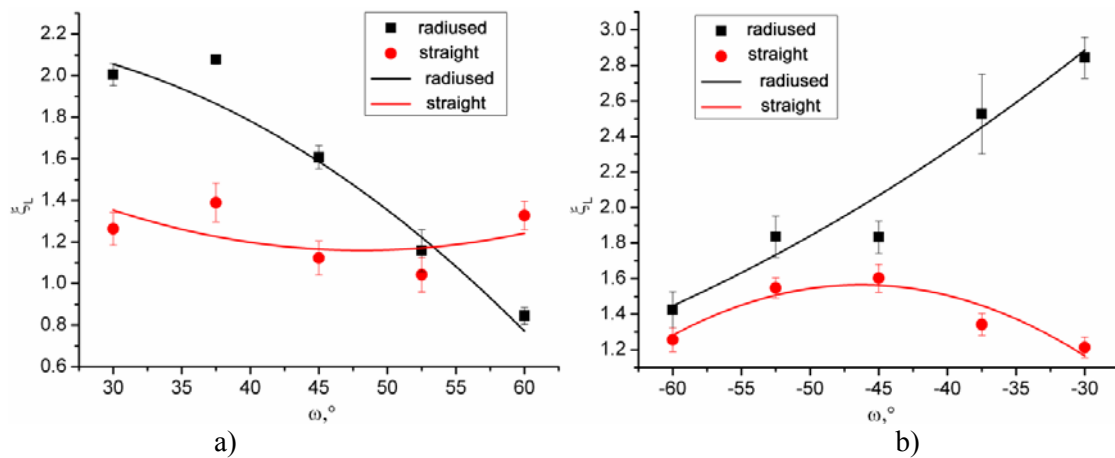 2.2
2.0
1.8
1.6
1.4
1.2
1.0
0.8
0.6
ξL
30 35 40 45 50 55 60
ω,°
radiused
straight
radiused
straight
a)
3.0
2.8
2.6
2.4
2.2
2.0
1.8
1.6
1.4
1.2
ξL
-60 -55 -50 -45 -40 -35 -30
ω,°
radiused
straight
radiused
straight
b)